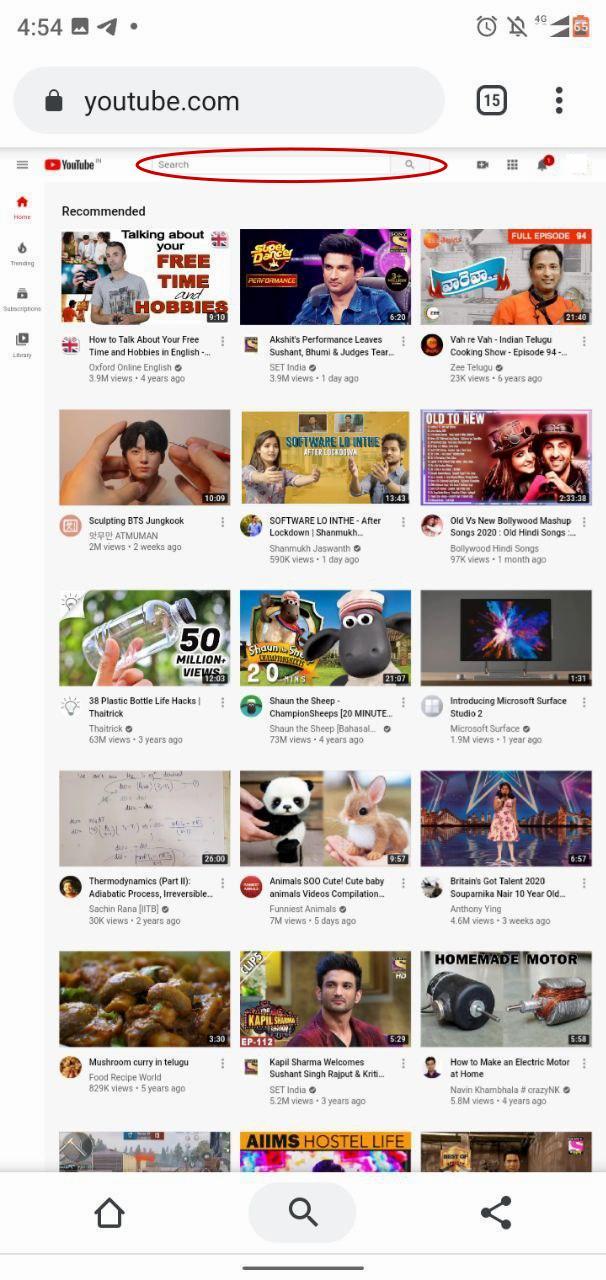 4:54
4G
65
youtube.com
15
YouTube IN
Search
1
Home
Trending
Subscriptions
Library
Recommended
Talking about
your
FREE
TIME
and
HOBBIES
9:10
SONY
Super
Dancer
PERFORMANCE
3+
6:20
FULL EPISODE 94
వారెవ్వా
21:40
How to Talk About Your Free
Time and Hobbies in English -...
Oxford Online English
3.9M views • 4 years ago
Akshit's Performance Leaves
Sushant, Bhumi & Judges Tear...
SET India
3.9M views • 1 day ago
Vah re Vah - Indian Telugu
Cooking Show - Episode 94 -...
Zee Telugu
23K views • 6 years ago
10:09
SOFTWARE LO INTHE
AFTER LOCKDOWN
13:43
OLD TO NEW
2:33:38
Sculpting BTS Jungkook
앗무만 ATMUMAN
2M views • 2 weeks ago
SOFTWARE LO INTHE - After
Lockdown | Shanmukh...
Shanmukh Jaswanth
590K views • 1 day ago
Old Vs New Bollywood Mashup
Songs 2020 : Old Hindi Songs :...
Bollywood Hindi Songs
97K views • 1 month ago
50
MILLION+
VIEWS
12:03
Shaun the Sheep
CHAMPIONSHEEPS
20 MINS
21:07
1:31
38 Plastic Bottle Life Hacks |
Thaitrick
Thaitrick
63M views • 3 years ago
Shaun the Sheep -
ChampionSheeps [20 MINUTE...
Shaun the Sheep [Bahasa!...
73M views • 4 years ago
Introducing Microsoft Surface
Studio 2
Microsoft Surface
1.9M views • 1 year ago
26:00
9:57
6:57
Thermodynamics (Part II):
Adiabatic Process, Irreversible...
Sachin Rana [IITB]
30K views • 2 years ago
Animals SOO Cute! Cute baby
animals Videos Compilation...
Funniest Animals
7M views • 5 days ago
Britain's Got Talent 2020
Souparnika Nair 10 Year Old...
Anthony Ying
4.6M views • 3 weeks ago
3:30
CLIPS
THE
KAPIL SHARMA
SHOW
EP-112
HD
5:29
HOMEMADE MOTOR
5:58
Mushroom curry in telugu
Food Recipe World
829K views • 5 years ago
Kapil Sharma Welcomes
Sushant Singh Rajput & Kriti...
SET India
5.2M views • 3 years ago
How to Make an Electric Motor
at Home
Navin Khambhala # crazyNK
5.8M views • 4 years ago
AIIMS HOSTEL LIFE
BEST OF